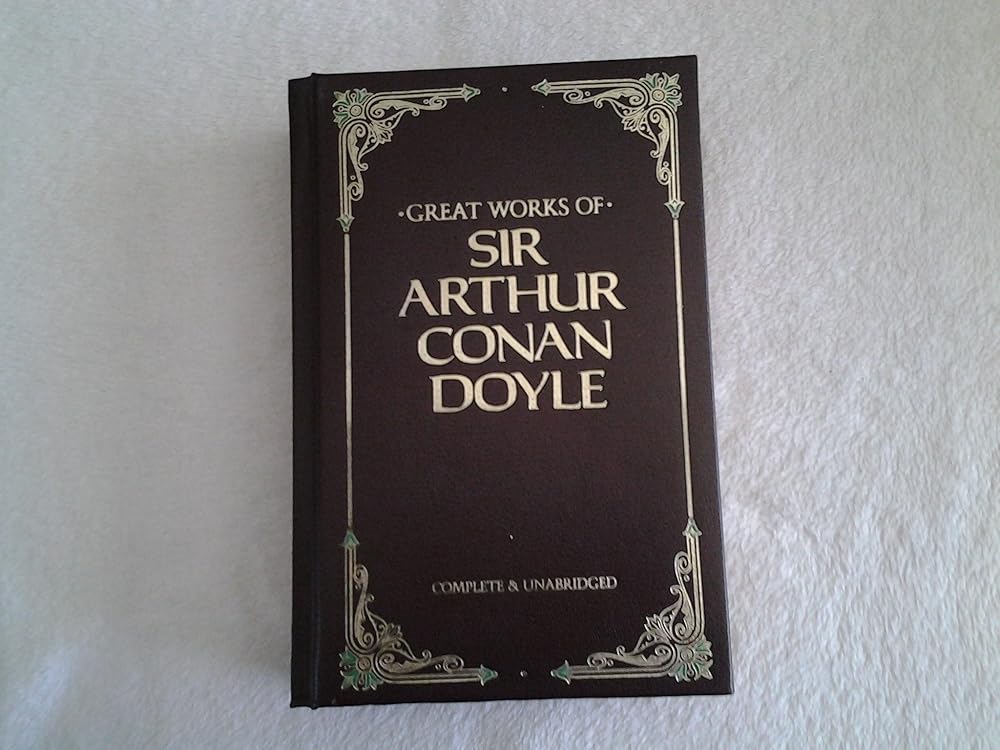 ·GREAT WORKS OF·
SIR
ARTHUR
CONAN
DOYLE
COMPLETE & UNABRIDGED